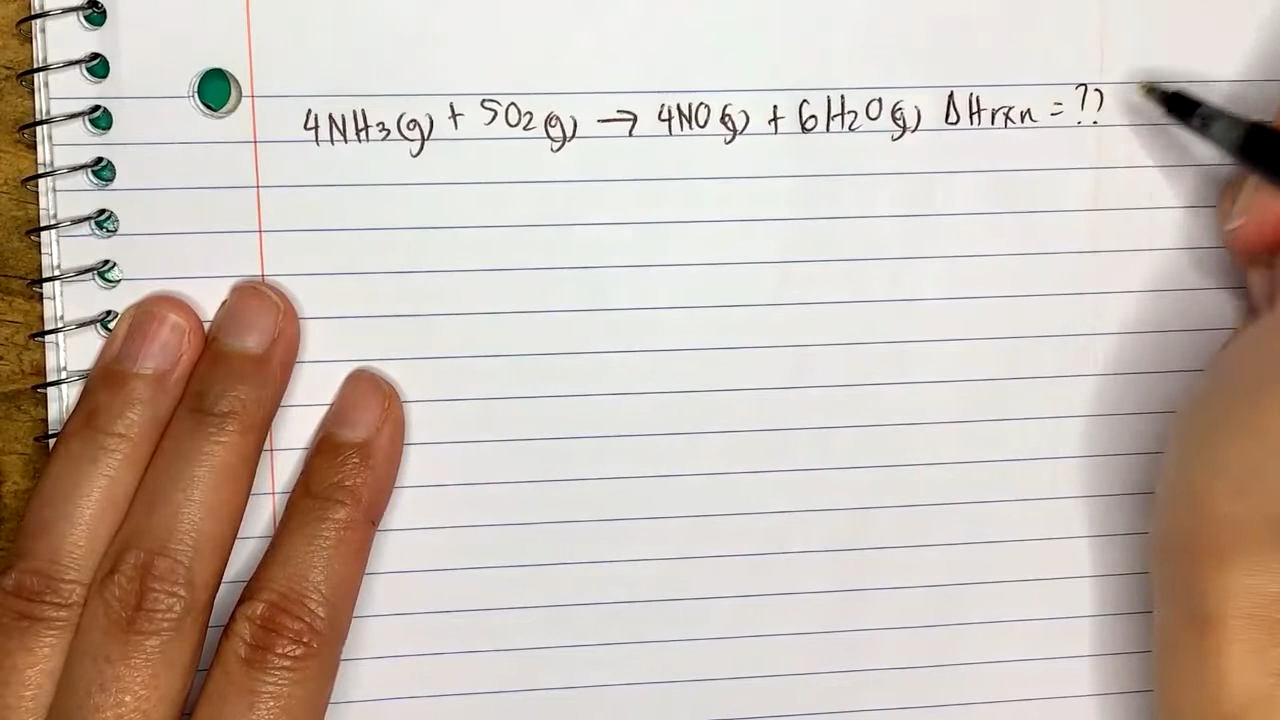 4NH3(g) + 5O2(g) → 4NO(g) + 6H2O(g) ΔHrxn = ??